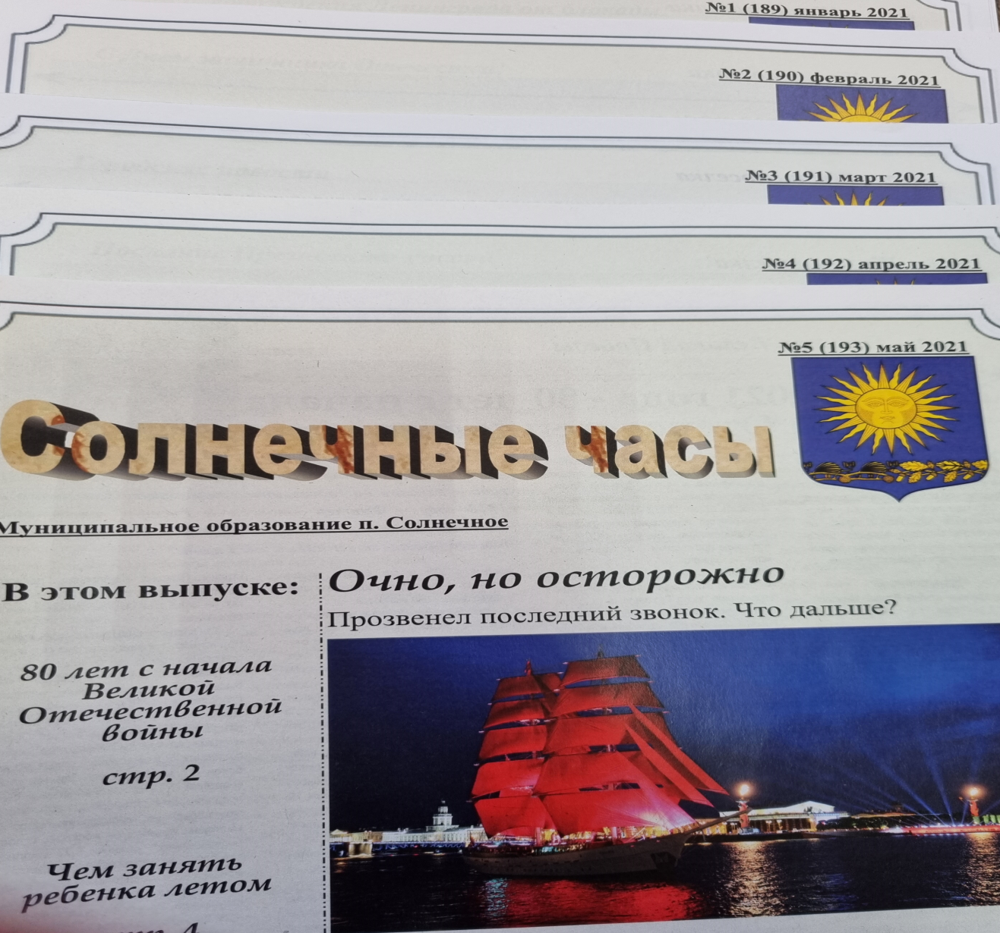 №1 (189) январь 2021
№2 (190) февраль 2021
№3 (191) март 2021
№4 (192) апрель 2021
№5 (193) май 2021
Солнечные часы
Муниципальное образование п. Солнечное
В этом выпуске:
80 лет с начала
Великой
Отечественной
войны
стр. 2
Чем занять
ребенка летом
стр. 4
Очно, но осторожно
Прозвенел последний звонок. Что дальше?